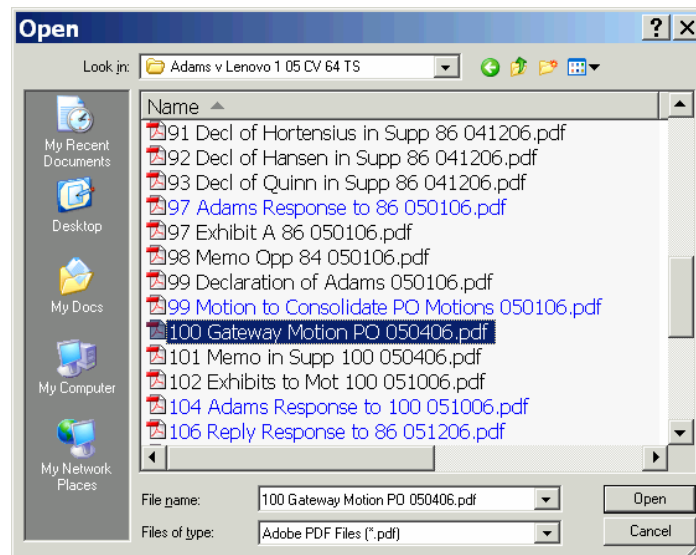 Open
Look in: Adams v Lenovo 1 05 CV 64 TS
Name
91 Decl of Hortensius in Supp 86 041206.pdf
92 Decl of Hansen in Supp 86 041206.pdf
93 Decl of Quinn in Supp 86 041206.pdf
97 Adams Response to 86 050106.pdf
97 Exhibit A 86 050106.pdf
98 Memo Opp 84 050106.pdf
99 Declaration of Adams 050106.pdf
99 Motion to Consolidate PO Motions 050106.pdf
100 Gateway Motion PO 050406.pdf
101 Memo in Supp 100 050406.pdf
102 Exhibits to Mot 100 051006.pdf
104 Adams Response to 100 051006.pdf
106 Reply Response to 86 051206.pdf
My Recent
Documents
Desktop
My Docs
My Computer
My Network
Places
File name: 100 Gateway Motion PO 050406.pdf Open
Files of type: Adobe PDF Files (*.pdf) Cancel